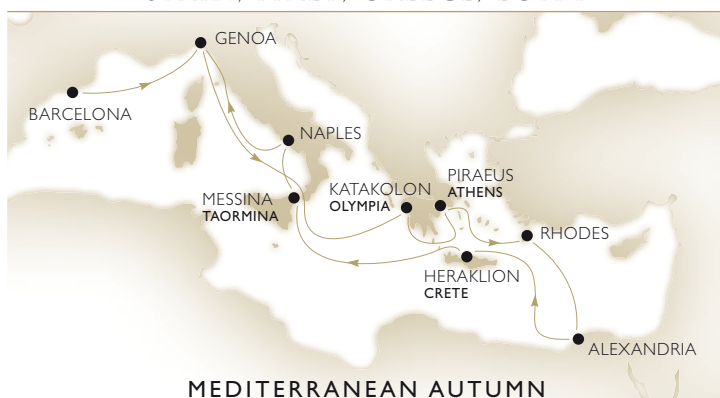 GENOA
BARCELONA
NAPLES
MESSINA
TAORMINA
KATAKOLON
OLYMPIA
PIRAEUS
ATHENS
RHODES
HERAKLION
CRETE
ALEXANDRIA
MEDITERRANEAN AUTUMN